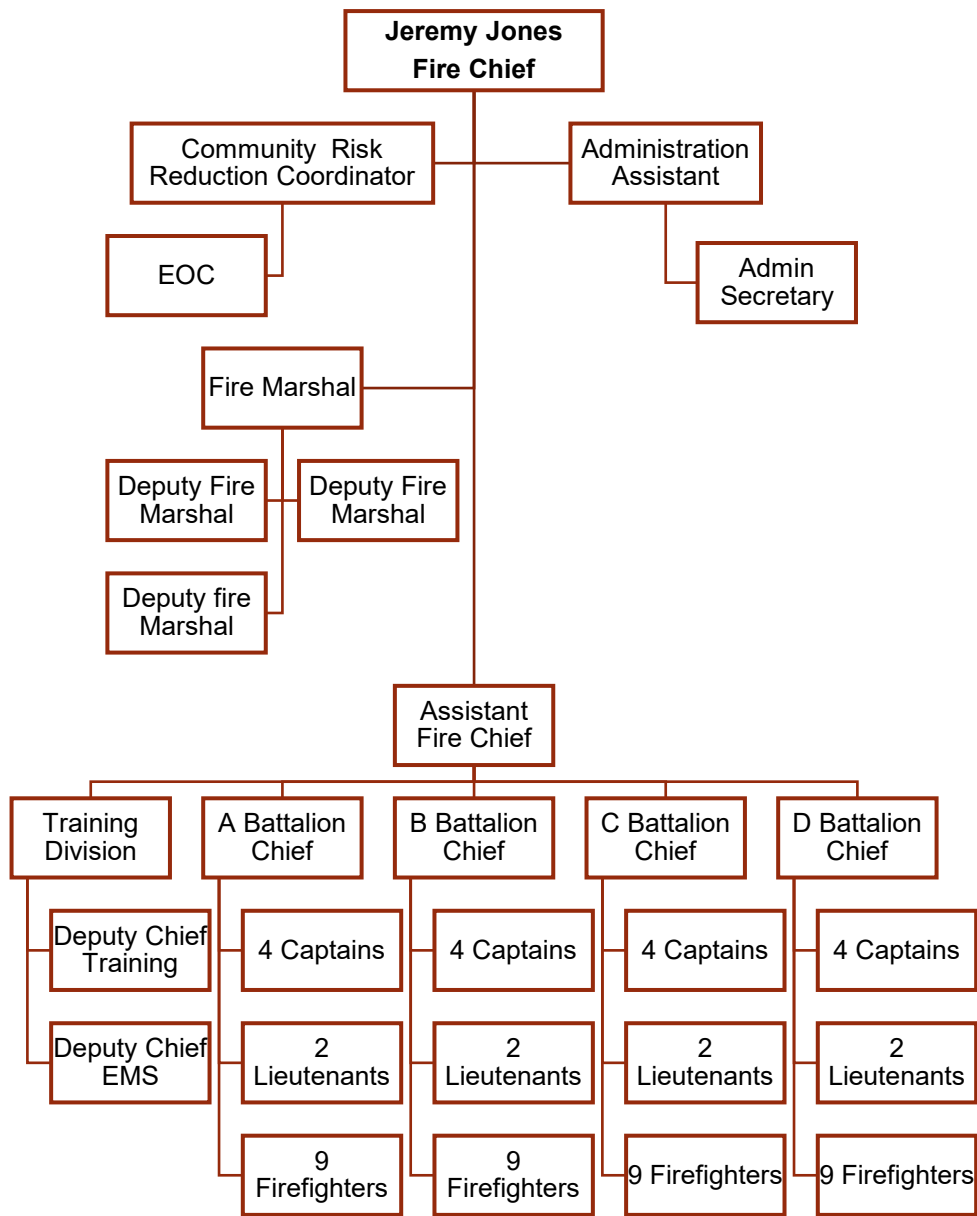 Jeremy Jones
Fire Chief
Community Risk
Reduction Coordinator
Administration
Assistant
EOC
Admin
Secretary
Fire Marshal
Deputy Fire
Marshal
Deputy Fire
Marshal
Deputy fire
Marshal
Assistant
Fire Chief
Training
Division
A Battalion
Chief
B Battalion
Chief
C Battalion
Chief
D Battalion
Chief
Deputy Chief
Training
4 Captains
4 Captains
4 Captains
4 Captains
Deputy Chief
EMS
2
Lieutenants
2
Lieutenants
2
Lieutenants
2
Lieutenants
9
Firefighters
9
Firefighters
9 Firefighters
9 Firefighters